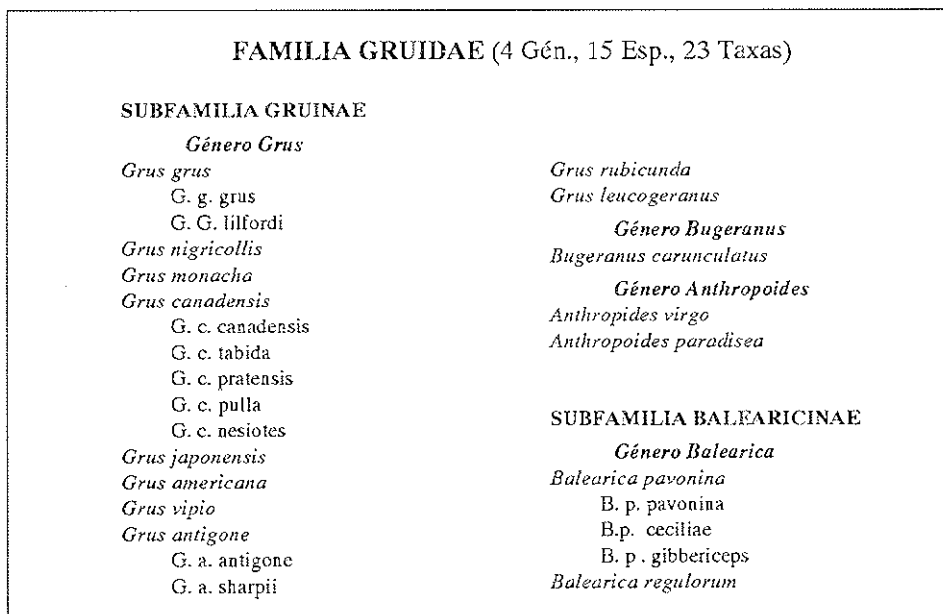 FAMILIA GRUIDAE (4 Gén., 15 Esp., 23 Taxas)
SUBFAMILIA GRUINAE
Género Grus
Grus grus
G. g. grus
G. G. lilfordi
Grus nigricollis
Grus monacha
Grus canadensis
G. c. canadensis
G. c. tabida
G. c. pratensis
G. c. pulla
G. c. nesiotes
Grus japonensis
Grus americana
Grus vipio
Grus antigone
G. a. antigone
G. a. sharpii
Grus rubicunda
Grus leucogeranus
Género Bugeranus
Bugeranus carunculatus
Género Anthropoides
Anthropides virgo
Anthropoides paradisea
SUBFAMILIA BALEARICINAE
Género Balearica
Balearica pavonina
B. p. pavonina
B.p. ceciliae
B. p . gibbericeps
Balearica regulorum